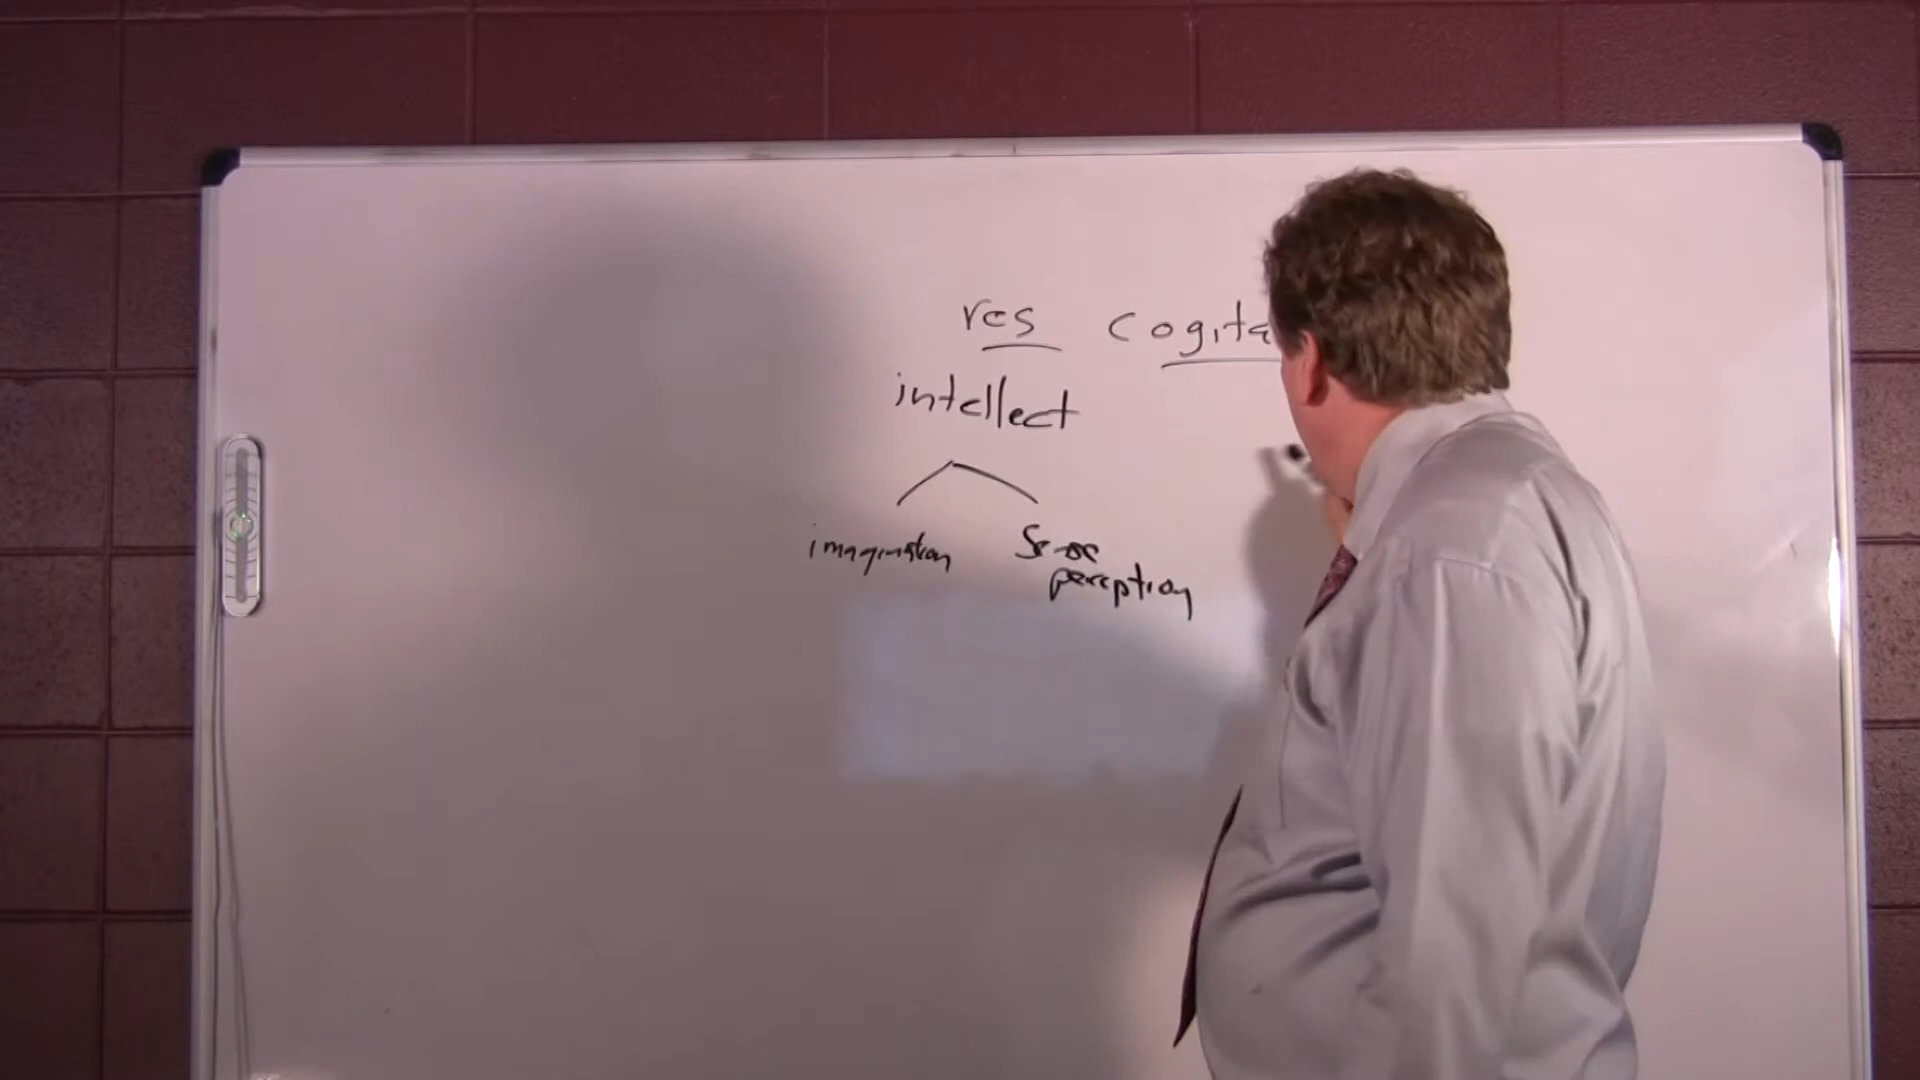 res cogita
intellect
imagination
Sense
perception